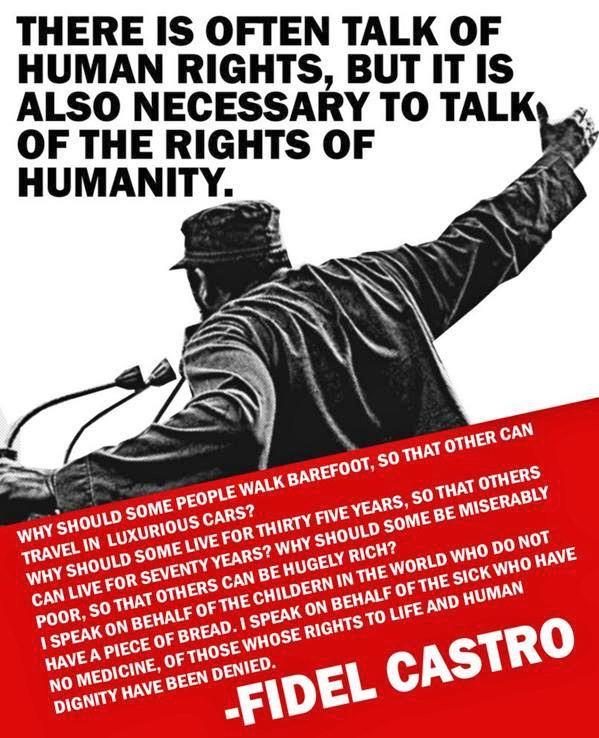 THERE IS OFTEN TALK OF
HUMAN RIGHTS, BUT IT IS
ALSO NECESSARY TO TALK
OF THE RIGHTS OF
HUMANITY.
WHY SHOULD SOME PEOPLE WALK BAREFOOT, SO THAT OTHER CAN
TRAVEL IN LUXURIOUS CARS?
WHY SHOULD SOME LIVE FOR THIRTY FIVE YEARS, SO THAT OTHERS
CAN LIVE FOR SEVENTY YEARS? WHY SHOULD SOME BE MISERABLY
POOR, SO THAT OTHERS CAN BE HUGELY RICH?
I SPEAK ON BEHALF OF THE CHILDERN IN THE WORLD WHO DO NOT
HAVE A PIECE OF BREAD. I SPEAK ON BEHALF OF THE SICK WHO HAVE
NO MEDICINE, OF THOSE WHOSE RIGHTS TO LIFE AND HUMAN
DIGNITY HAVE BEEN DENIED.
-FIDEL CASTRO